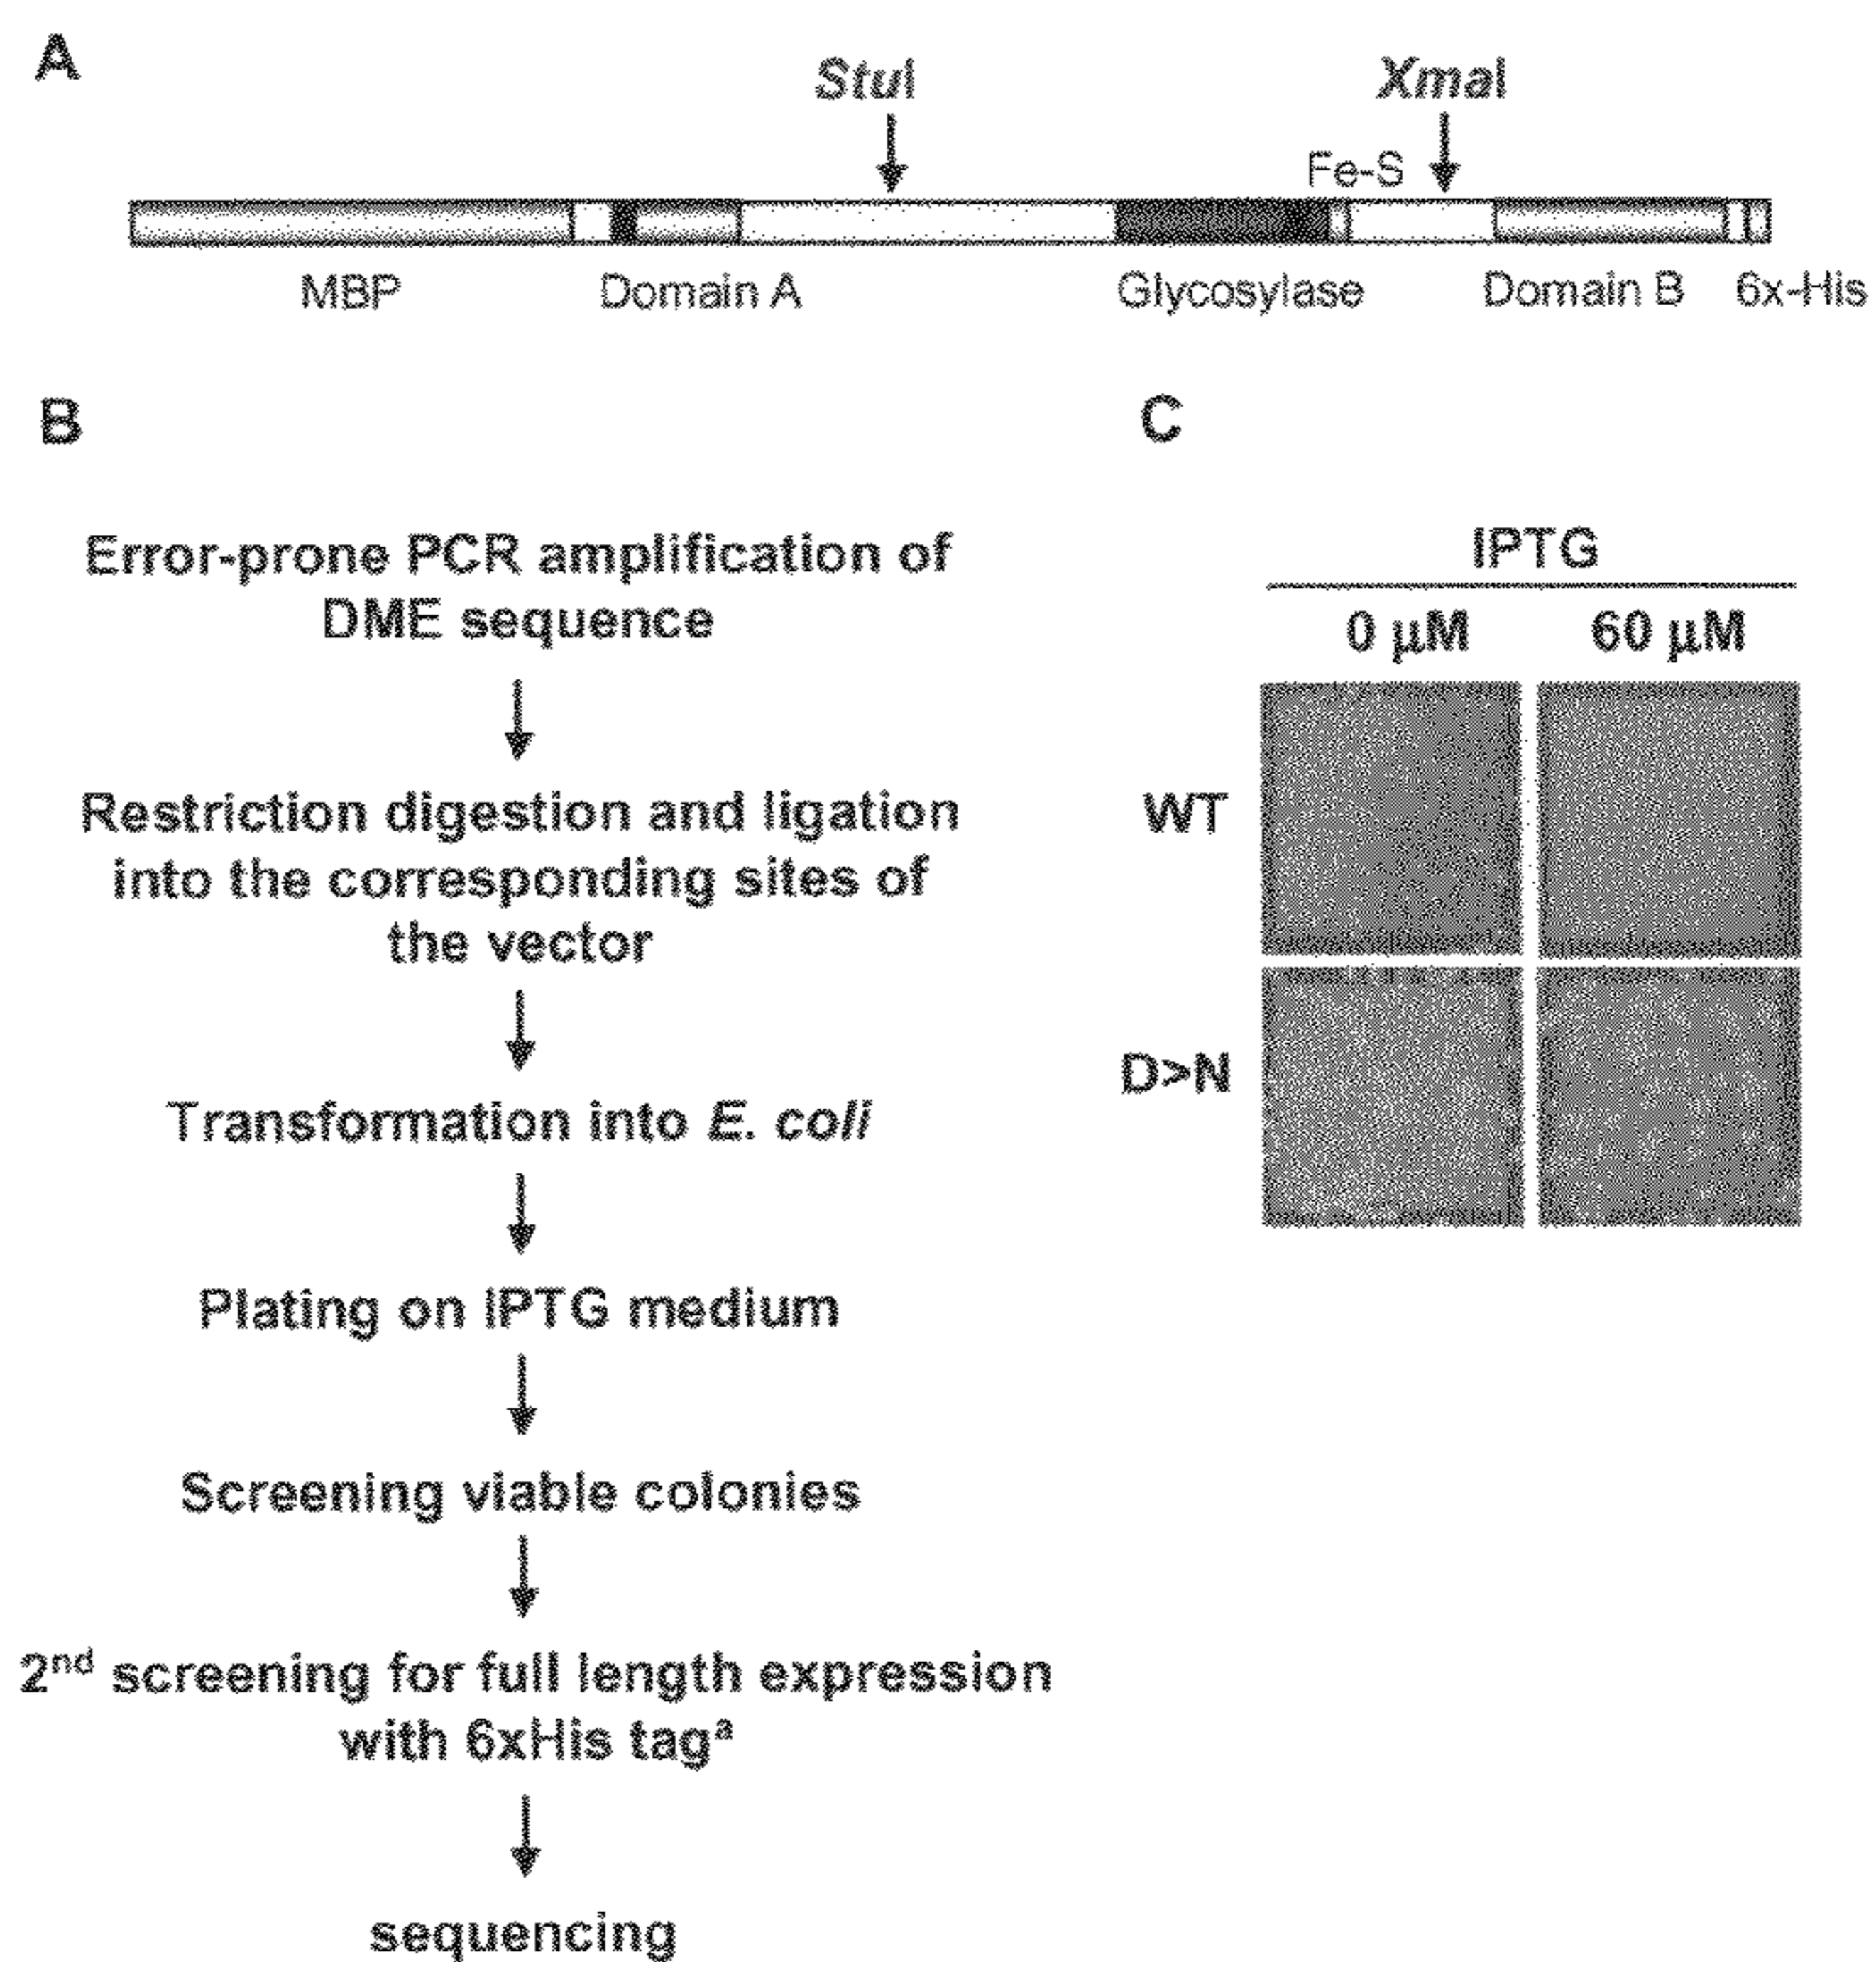 A
StuI
XmaI
Fe-S
MBP
Domain A
Glycosylase
Domain B
6x-His
B
Error-prone PCR amplification of
DME sequence
Restriction digestion and ligation
into the corresponding sites of
the vector
Transformation into E. coli
Plating on IPTG medium
Screening viable colonies
2nd screening for full length expression
with 6xHis tagª
sequencing
C
IPTG
0 µM
60 µM
WT
D>N